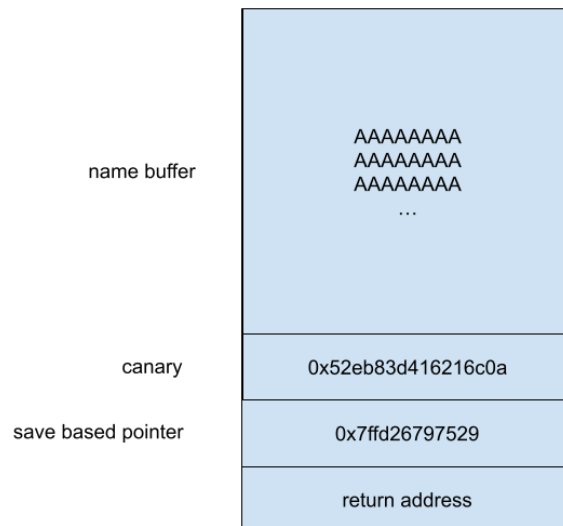 AAAAAAAA
AAAAAAAA
name buffer
AAAAAAAA
...
canary
0x52eb83d416216c0a
save based pointer
0x7ffd26797529
return address